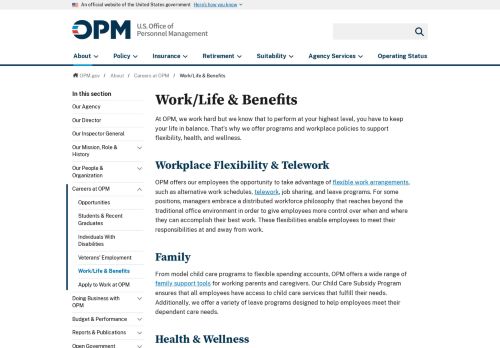 An official website of the United States government Here's how you know
OPM U.S. Office of
Personnel Management
About Policy Insurance Retirement Suitability Agency Services Operating Status
OPM.gov / About / Careers at OPM / Work/Life & Benefits
In this section
Our Agency
Our Director
Our Inspector General
Our Mission, Role &
History
Our People &
Organization
Careers at OPM
Opportunities
Students & Recent
Graduates
Individuals With
Disabilities
Veterans' Employment
Work/Life & Benefits
Apply to Work at OPM
Doing Business with
OPM
Budget & Performance
Reports & Publications
Open Government
Work/Life & Benefits
At OPM, we work hard but we know that to perform at your highest level, you have to keep
your life in balance. That's why we offer programs and workplace policies to support
flexibility, health, and wellness.
Workplace Flexibility & Telework
OPM offers our employees the opportunity to take advantage of flexible work arrangements,
such as alternative work schedules, telework, job sharing, and leave programs. For some
positions, managers embrace a distributed workforce philosophy that reaches beyond the
traditional office environment in order to give employees more control over when and where
they can accomplish their best work. These flexibilities enable employees to meet their
responsibilities at and away from work.
Family
From model child care programs to flexible spending accounts, OPM offers a wide range of
family support tools for working parents and caregivers. Our Child Care Subsidy Program
ensures that all employees have access to child care services that fulfill their needs.
Additionally, we offer a variety of leave programs designed to help employees meet their
dependent care needs.
Health & Wellness